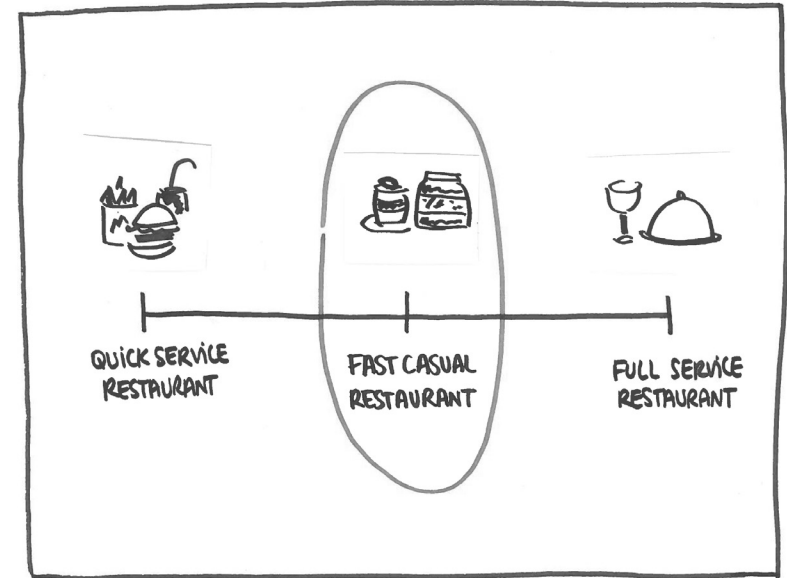 QUICK SERVICE
RESTAURANT
FAST CASUAL
RESTAURANT
FULL SERVICE
RESTAURANT